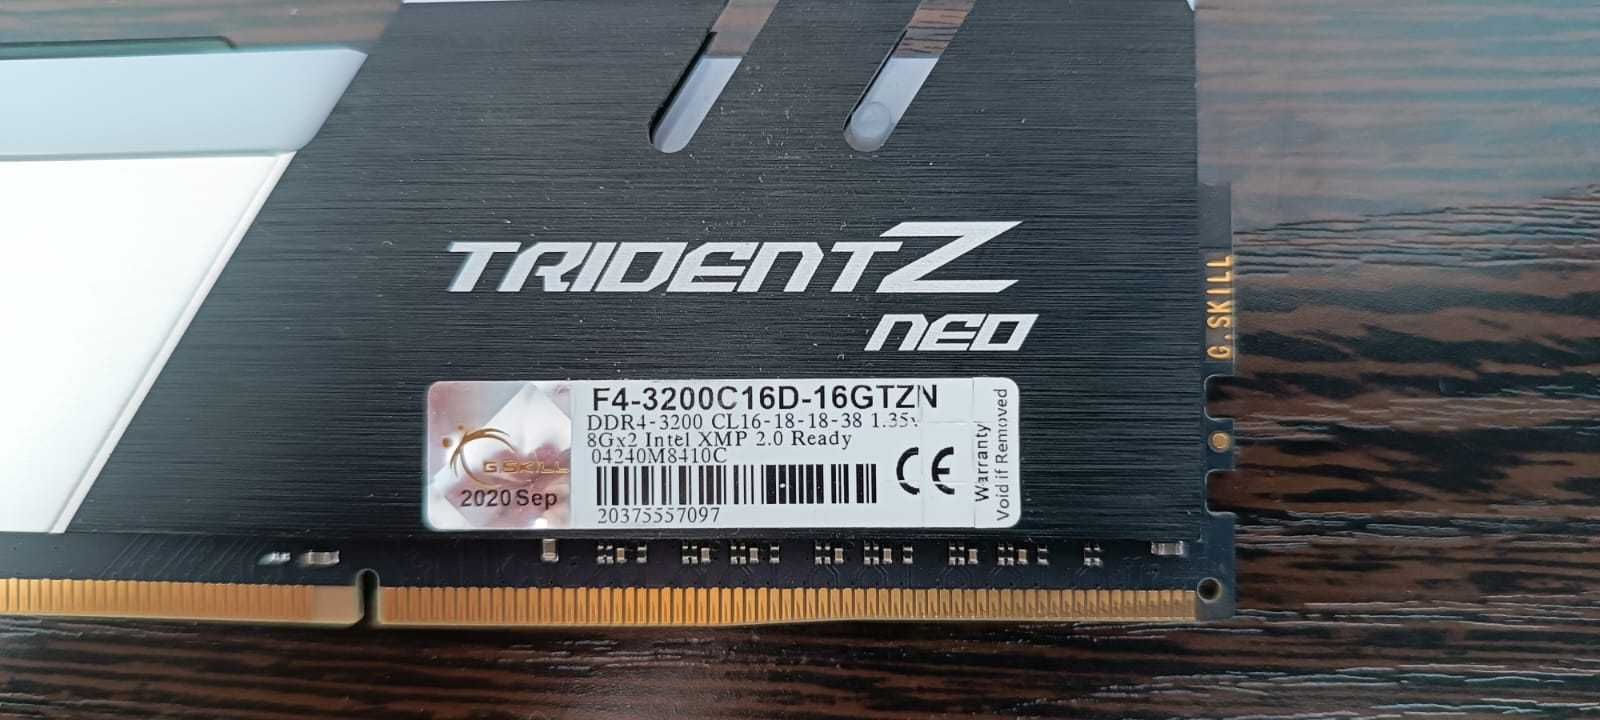 TRIDENTZ
NEO
G.SKILL
F4-3200C16D-16GTZN
DDR4-3200 CL16-18-18-38 1.35v
8Gx2 Intel XMP 2.0 Ready
04240M8410C
G.SKILL
2020 Sep
20375557097
CE
Warranty
Void if Removed